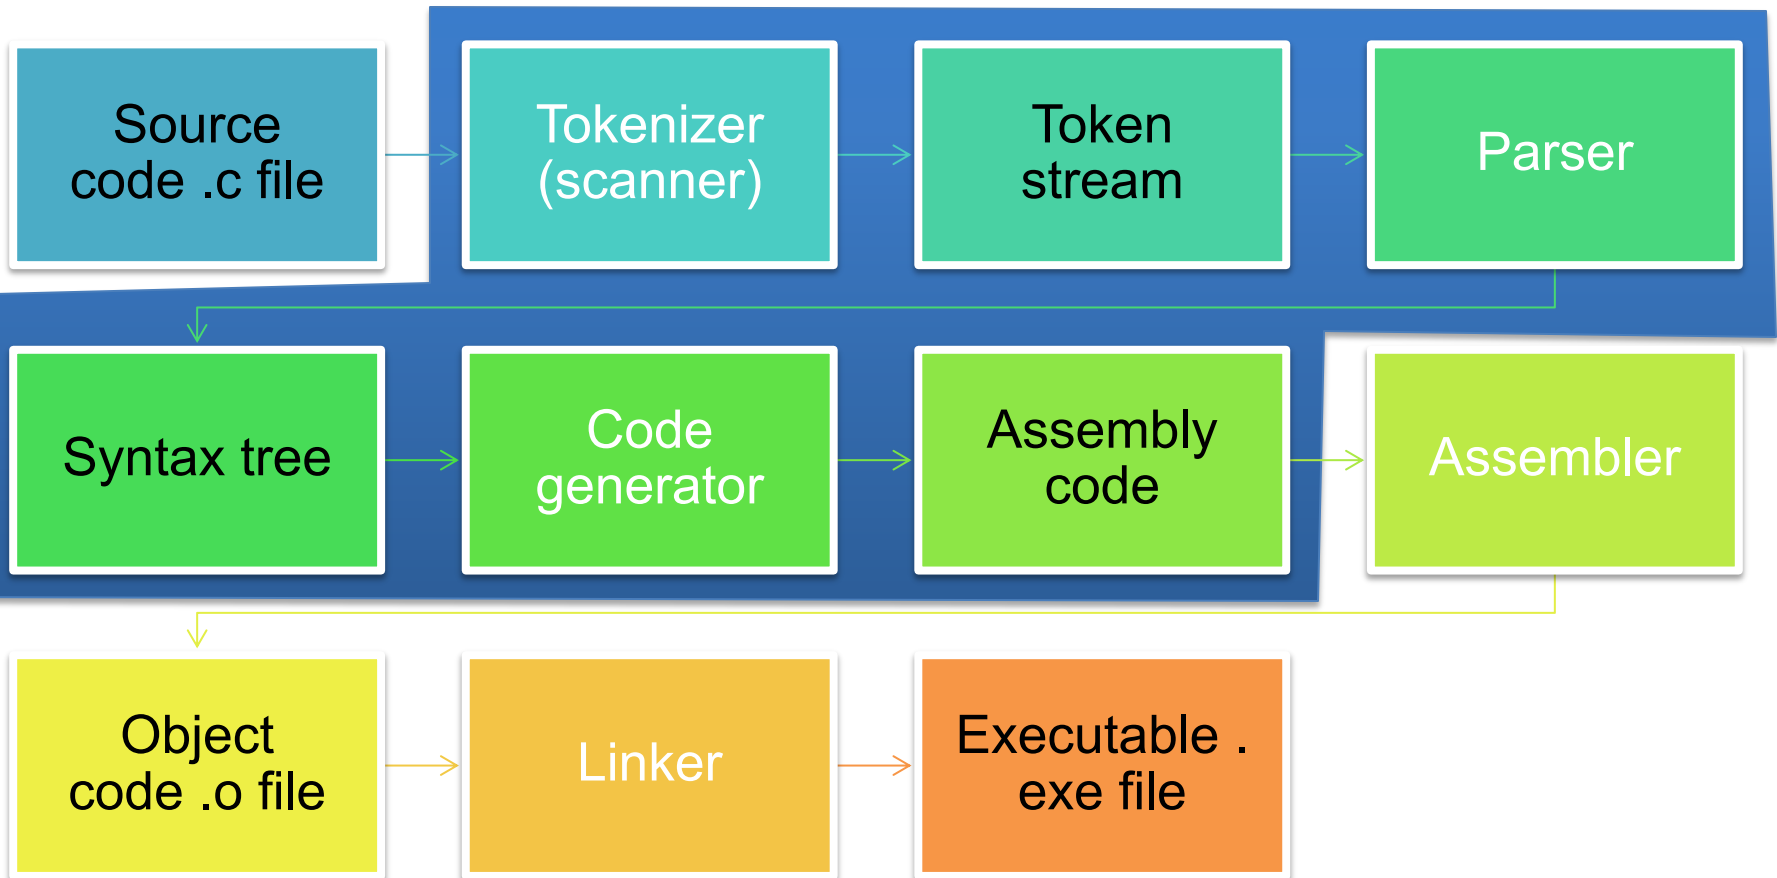 Source
code .c file
Tokenizer
(scanner)
Token
stream
Parser
Syntax tree
Code
generator
Assembly
code
Assembler
Object
code .o file
Linker
Executable .
exe file